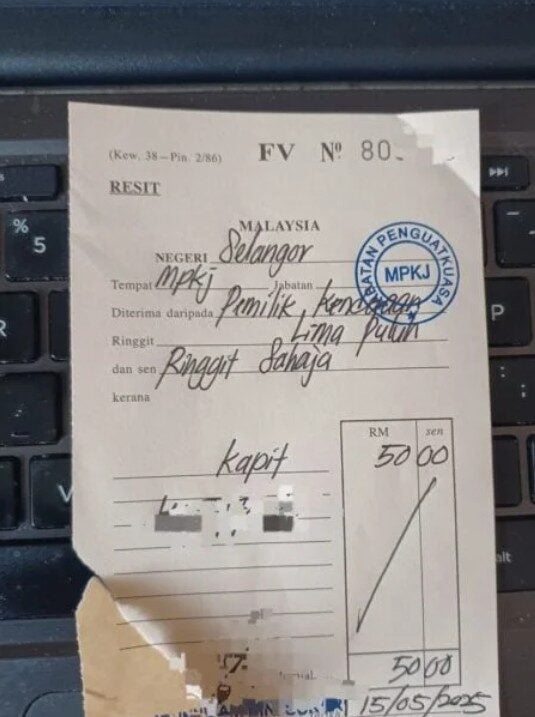 (Kew. 38 – Pin. 2/86) FV Nº 80
RESIT
MALAYSIA
NEGERI Selangor
JABATAN PENGUATKUASA
MPKJ
Tempat Mpkj Jabatan
Diterima daripada Pemilik Kenderaan
Ringgit Lima Puluh
dan sen Ringgit Sahaja
kerana
RM sen
kapit 50 00
50 00
15/05/2025
%
5
R
V
P
alt